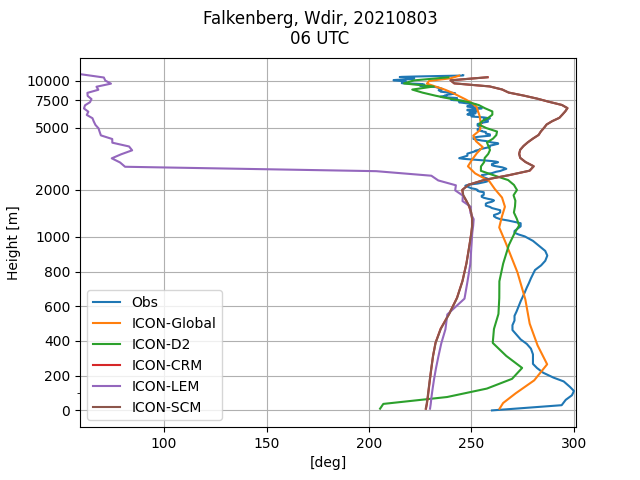 Falkenberg, Wdir, 20210803
06 UTC
10000
7500
5000
2000
1000
800
600
400
200
0
Height [m]
Obs
ICON-Global
ICON-D2
ICON-CRM
ICON-LEM
ICON-SCM
100
150
200
250
300
[deg]